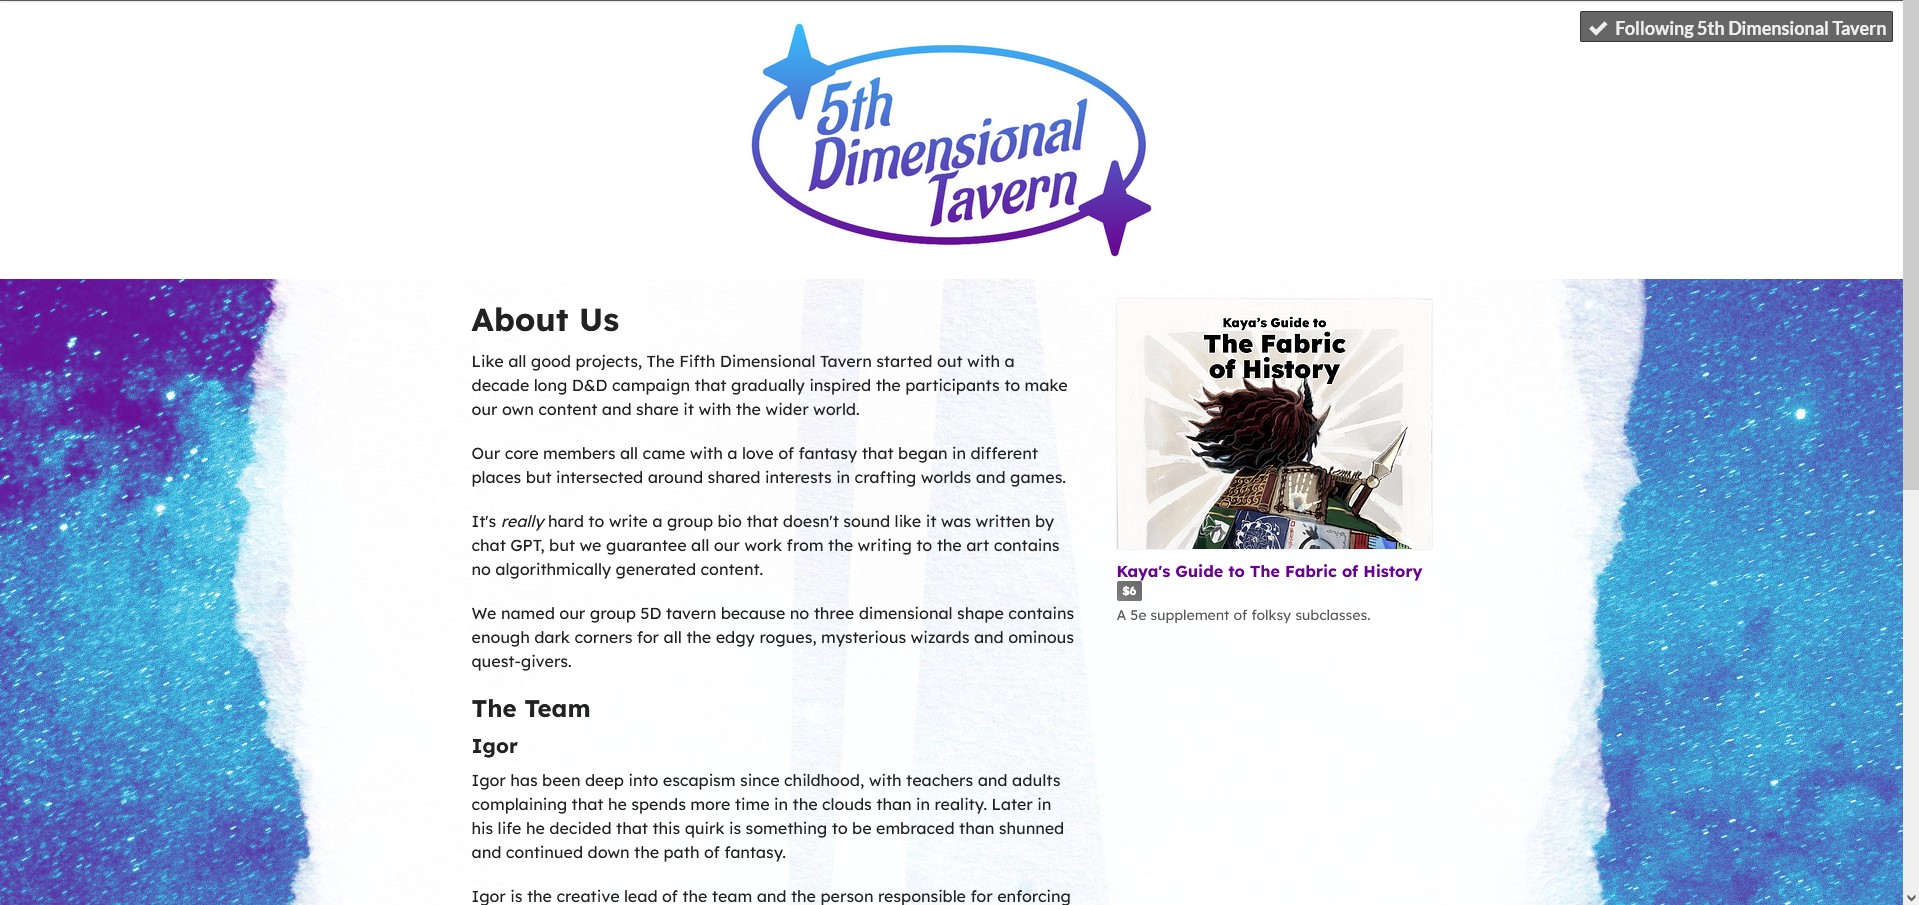 Following 5th Dimensional Tavern
5th
Dimensional
Tavern
About Us
Like all good projects, The Fifth Dimensional Tavern started out with a
decade long D&D campaign that gradually inspired the participants to make
our own content and share it with the wider world.
Our core members all came with a love of fantasy that began in different
places but intersected around shared interests in crafting worlds and games.
It's really hard to write a group bio that doesn't sound like it was written by
chat GPT, but we guarantee all our work from the writing to the art contains
no algorithmically generated content.
We named our group 5D tavern because no three dimensional shape contains
enough dark corners for all the edgy rogues, mysterious wizards and ominous
quest-givers.
The Team
Igor
Igor has been deep into escapism since childhood, with teachers and adults
complaining that he spends more time in the clouds than in reality. Later in
his life he decided that this quirk is something to be embraced than shunned
and continued down the path of fantasy.
Igor is the creative lead of the team and the person responsible for enforcing
Kaya's Guide to
The Fabric
of History
Kaya's Guide to The Fabric of History
$6
A 5e supplement of folksy subclasses.